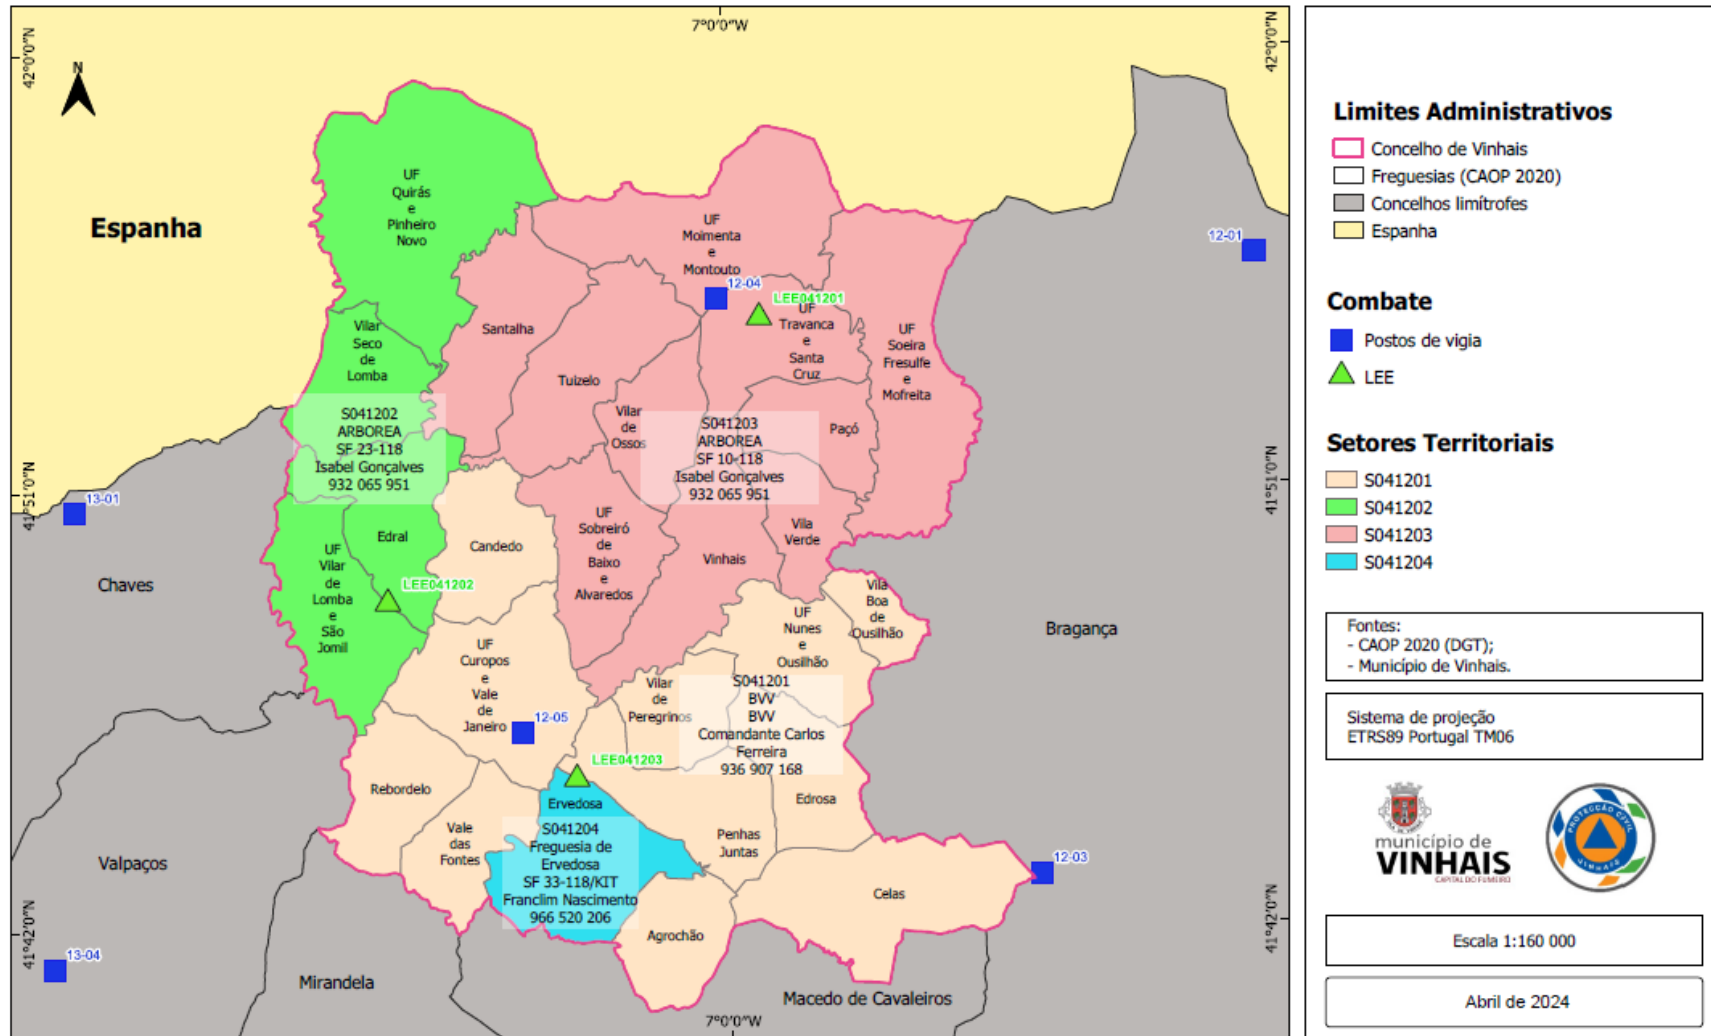 7°0'0"W
42°0'0"N
42°0'0"N
N
Espanha
UF
Quirás
e
Pinheiro
Novo
UF
Moimenta
e
Montouto
12-01
12-04
LEE041201
UF
Travanca
e
Santa
Cruz
UF
Soeira
Fresulfe
e
Mofreita
Santalha
Vilar
Seco
de
Lomba
Tuizelo
Vilar
de
Ossos
Paçó
S041202
ARBOREA
SF 23-118
Isabel Gonçalves
932 065 951
S041203
ARBOREA
SF 10-118
Isabel Gonçalves
932 065 951
41°51'0"N
41°51'0"N
13-01
Edral
Candedo
UF
Sobreiró
de
Baixo
e
Alvaredos
Vinhais
Vila
Verde
UF
Vilar
de
Lomba
e
São
Jomil
LEE041202
Chaves
Vila
Boa
de
Ousilhão
UF
Nunes
e
Ousilhão
Bragança
UF
Curopos
e
Vale
de
Janeiro
12-05
Vilar
de
Peregrinos
S041201
BVV
BVV
Comandante Carlos
Ferreira
936 907 168
LEE041203
Rebordelo
Ervedosa
Edrosa
Vale
das
Fontes
Penhas
Juntas
S041204
Freguesia de
Ervedosa
SF 33-118/KIT
Franclim Nascimento
966 520 206
Valpaços
12-03
Celas
Agrochão
41°42'0"N
41°42'0"N
13-04
Mirandela
Macedo de Cavaleiros
7°0'0"W
Limites Administrativos
Concelho de Vinhais
Freguesias (CAOP 2020)
Concelhos limítrofes
Espanha
Combate
Postos de vigia
LEE
Setores Territoriais
S041201
S041202
S041203
S041204
Fontes:
- CAOP 2020 (DGT);
- Município de Vinhais.
Sistema de projeção
ETRS89 Portugal TM06
município de
VINHAIS
CAPITAL DO FUMEIRO
PROTECÇÃO CIVIL
VINHAIS
Escala 1:160 000
Abril de 2024